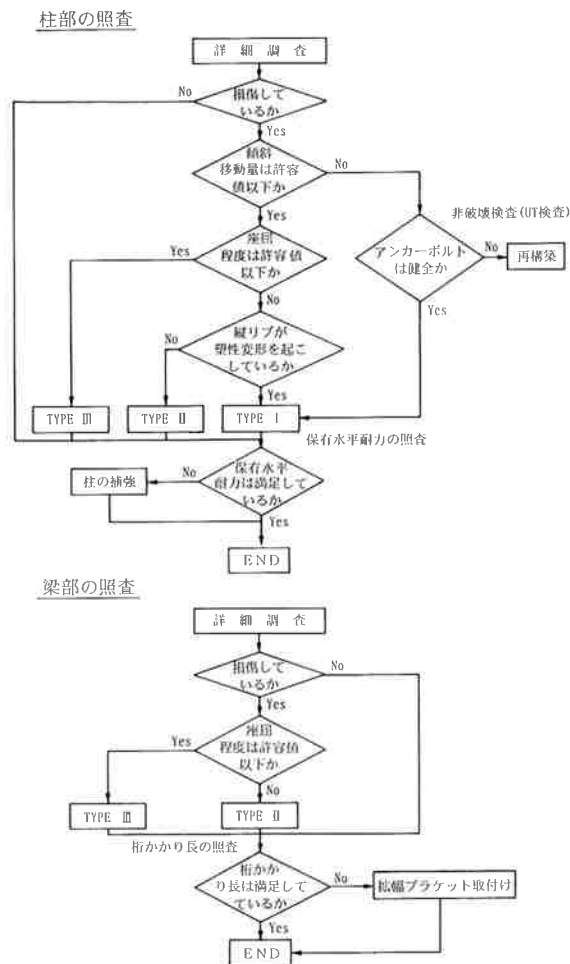 柱部の照査
詳細調査
損傷して
いるか
No
Yes
傾斜
移動量は許容
値以下か
No
Yes
非破壊検査(UT検査)
アンカーボルト
は健全か
No
再構築
Yes
座屈
程度は許容値
以下か
Yes
No
縦リブが
塑性変形を起こ
しているか
No
Yes
TYPE Ⅲ
TYPE Ⅱ
TYPE Ⅰ
保有水平耐力の照査
保有水平
耐力は満足して
いるか
No
柱の補強
Yes
END
梁部の照査
詳細調査
損傷して
いるか
No
Yes
座屈
程度は許容値
以下か
Yes
No
TYPE Ⅲ
TYPE Ⅱ
桁かかり長の照査
桁かか
り長は満足して
ているか
No
拡幅ブラケット取付け
Yes
END